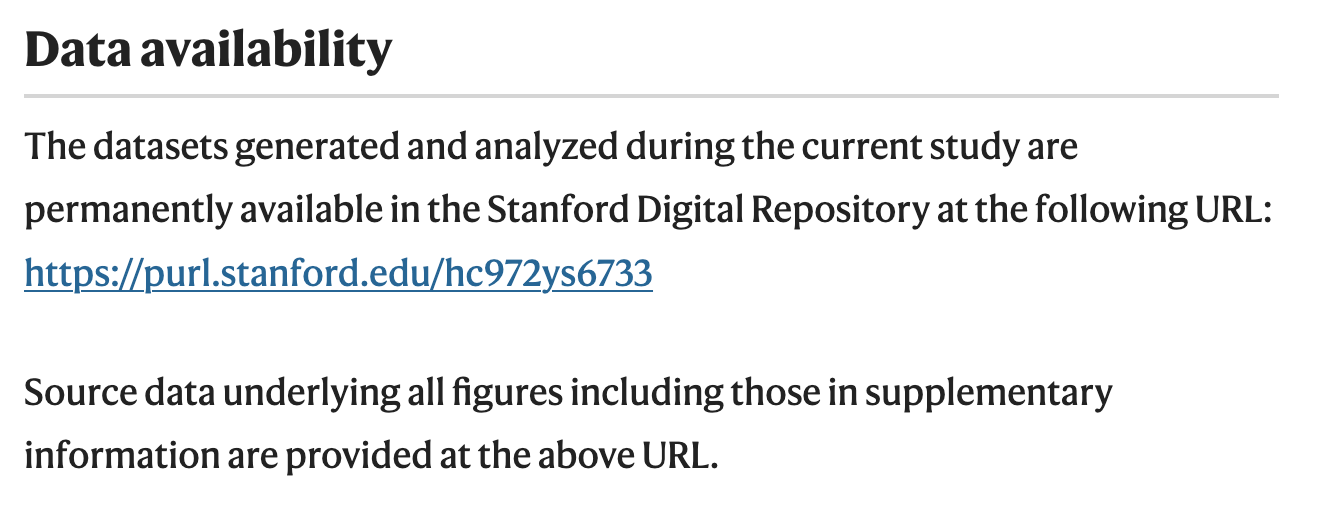 Data availability
The datasets generated and analyzed during the current study are
permanently available in the Stanford Digital Repository at the following URL:
https://purl.stanford.edu/hc972ys6733
Source data underlying all figures including those in supplementary
information are provided at the above URL.